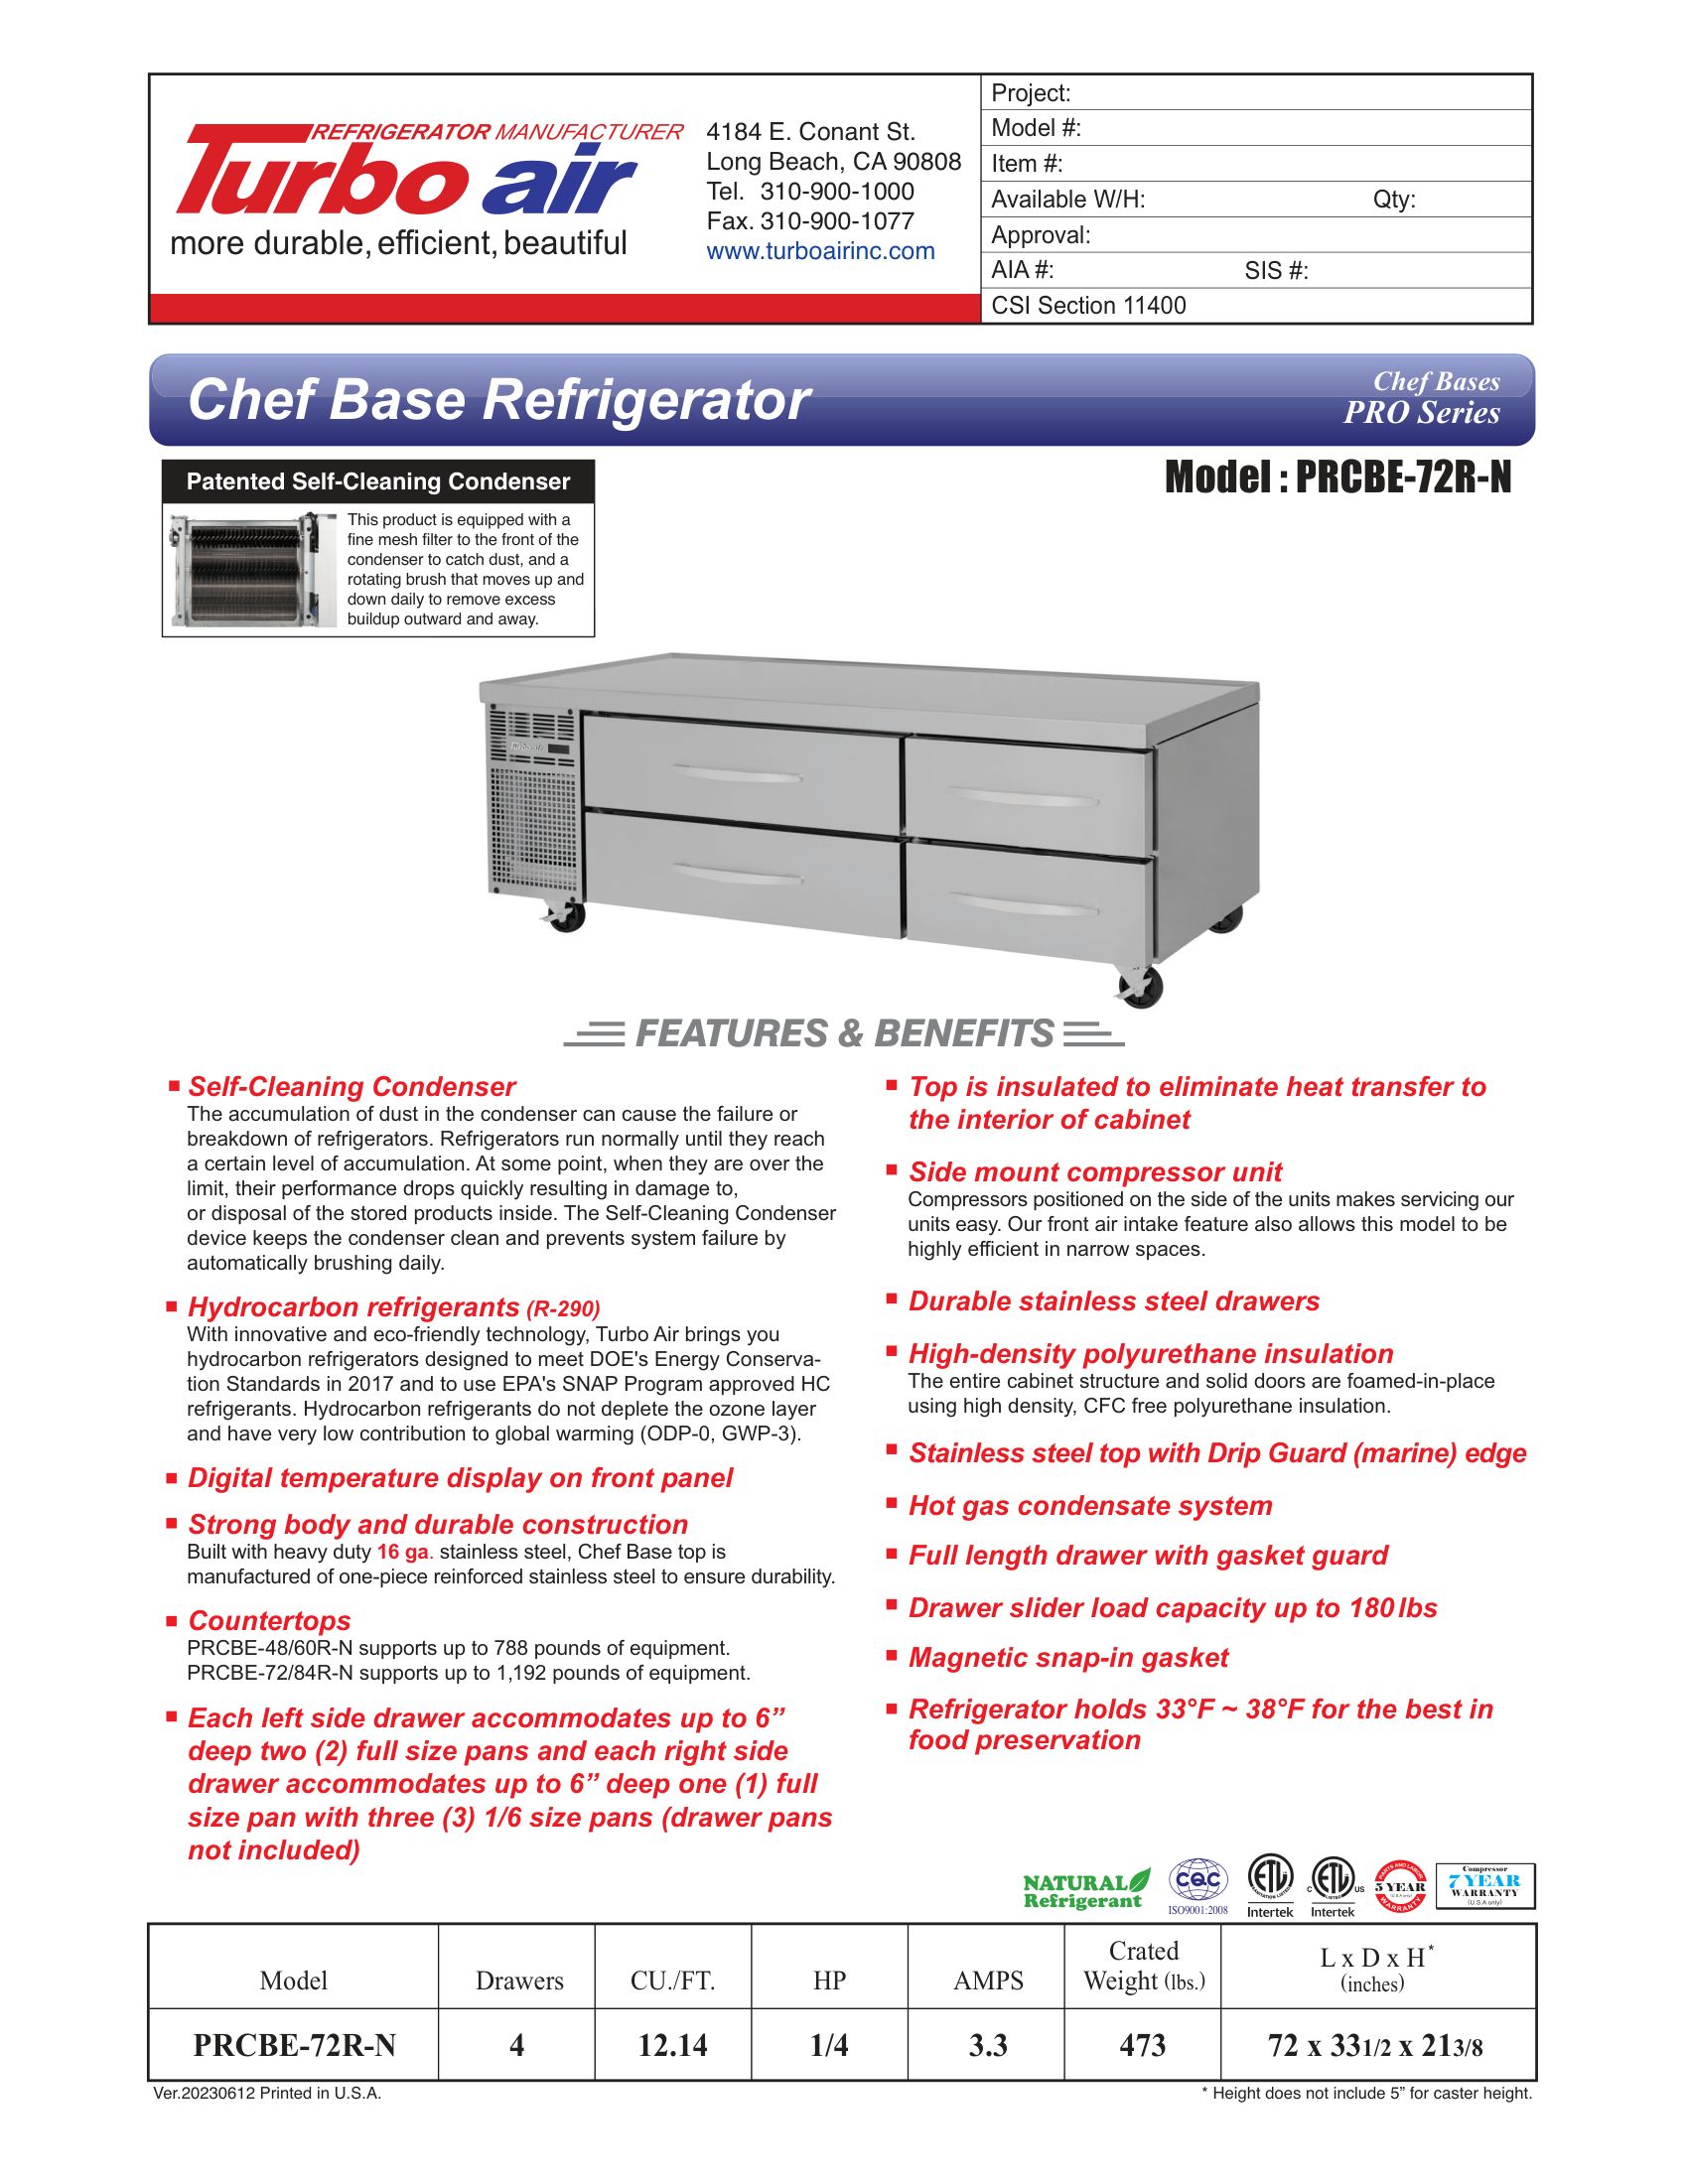 REFRIGERATOR MANUFACTURER
Turbo air
more durable, efficient, beautiful
4184 E. Conant St.
Long Beach, CA 90808
Tel. 310-900-1000
Fax. 310-900-1077
www.turboairinc.com
Project:
Model #:
Item #:
Available W/H: Qty:
Approval:
AIA #: SIS #:
CSI Section 11400
Chef Base Refrigerator
Chef Bases
PRO Series
Patented Self-Cleaning Condenser
This product is equipped with a
fine mesh filter to the front of the
condenser to catch dust, and a
rotating brush that moves up and
down daily to remove excess
buildup outward and away.
Model : PRCBE-72R-N
Turbo air
FEATURES & BENEFITS
■ Self-Cleaning Condenser
The accumulation of dust in the condenser can cause the failure or
breakdown of refrigerators. Refrigerators run normally until they reach
a certain level of accumulation. At some point, when they are over the
limit, their performance drops quickly resulting in damage to,
or disposal of the stored products inside. The Self-Cleaning Condenser
device keeps the condenser clean and prevents system failure by
automatically brushing daily.
■ Hydrocarbon refrigerants (R-290)
With innovative and eco-friendly technology, Turbo Air brings you
hydrocarbon refrigerators designed to meet DOE's Energy Conserva-
tion Standards in 2017 and to use EPA's SNAP Program approved HC
refrigerants. Hydrocarbon refrigerants do not deplete the ozone layer
and have very low contribution to global warming (ODP-0, GWP-3).
■ Digital temperature display on front panel
■ Strong body and durable construction
Built with heavy duty 16 ga. stainless steel, Chef Base top is
manufactured of one-piece reinforced stainless steel to ensure durability.
■ Countertops
PRCBE-48/60R-N supports up to 788 pounds of equipment.
PRCBE-72/84R-N supports up to 1,192 pounds of equipment.
■ Each left side drawer accommodates up to 6”
deep two (2) full size pans and each right side
drawer accommodates up to 6” deep one (1) full
size pan with three (3) 1/6 size pans (drawer pans
not included)
■ Top is insulated to eliminate heat transfer to
the interior of cabinet
■ Side mount compressor unit
Compressors positioned on the side of the units makes servicing our
units easy. Our front air intake feature also allows this model to be
highly efficient in narrow spaces.
■ Durable stainless steel drawers
■ High-density polyurethane insulation
The entire cabinet structure and solid doors are foamed-in-place
using high density, CFC free polyurethane insulation.
■ Stainless steel top with Drip Guard (marine) edge
■ Hot gas condensate system
■ Full length drawer with gasket guard
■ Drawer slider load capacity up to 180 lbs
■ Magnetic snap-in gasket
■ Refrigerator holds 33°F ~ 38°F for the best in
food preservation
NATURAL
Refrigerant
CQC
ISO9001:2008
ETL
SANITATION LISTED
Intertek
C ETL US
LISTED
Intertek
PARTS AND LABOR
5 YEAR
(U.S.A only)
WARRANTY
Compressor
7 YEAR
WARRANTY
(U.S.A only)
Model Drawers CU./FT. HP AMPS Crated Weight (lbs.) L x D x H* (inches)
PRCBE-72R-N 4 12.14 1/4 3.3 473 72 x 33 1/2 x 21 3/8
Ver.20230612 Printed in U.S.A.
* Height does not include 5” for caster height.